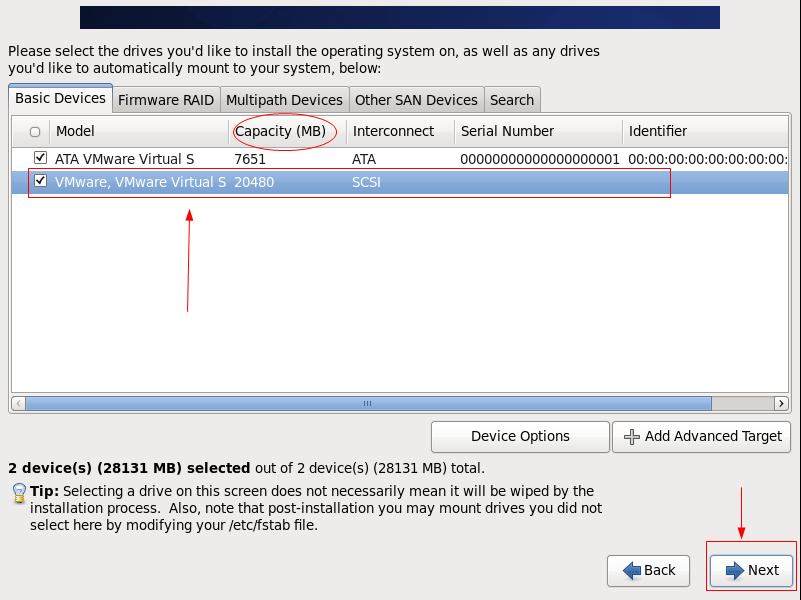 Please select the drives you'd like to install the operating system on, as well as any drives
you'd like to automatically mount to your system, below:
Basic Devices Firmware RAID Multipath Devices Other SAN Devices Search
Model Capacity (MB) Interconnect Serial Number Identifier
ATA VMware Virtual S 7651 ATA 00000000000000000001 00:00:00:00:00:00:00:00:
VMware, VMware Virtual S 20480 SCSI
Device Options Add Advanced Target
2 device(s) (28131 MB) selected out of 2 device(s) (28131 MB) total.
Tip: Selecting a drive on this screen does not necessarily mean it will be wiped by the
installation process. Also, note that post-installation you may mount drives you did not
select here by modifying your /etc/fstab file.
Back Next